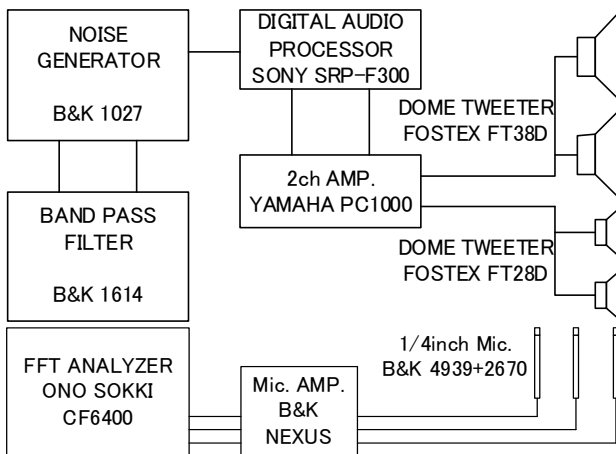 NOISE
GENERATOR
B&K 1027
DIGITAL AUDIO
PROCESSOR
SONY SRP-F300
DOME TWEETER
FOSTEX FT38D
2ch AMP.
YAMAHA PC1000
BAND PASS
FILTER
B&K 1614
DOME TWEETER
FOSTEX FT28D
FFT ANALYZER
ONO SOKKI
CF6400
Mic. AMP.
B&K
NEXUS
1/4inch Mic.
B&K 4939+2670